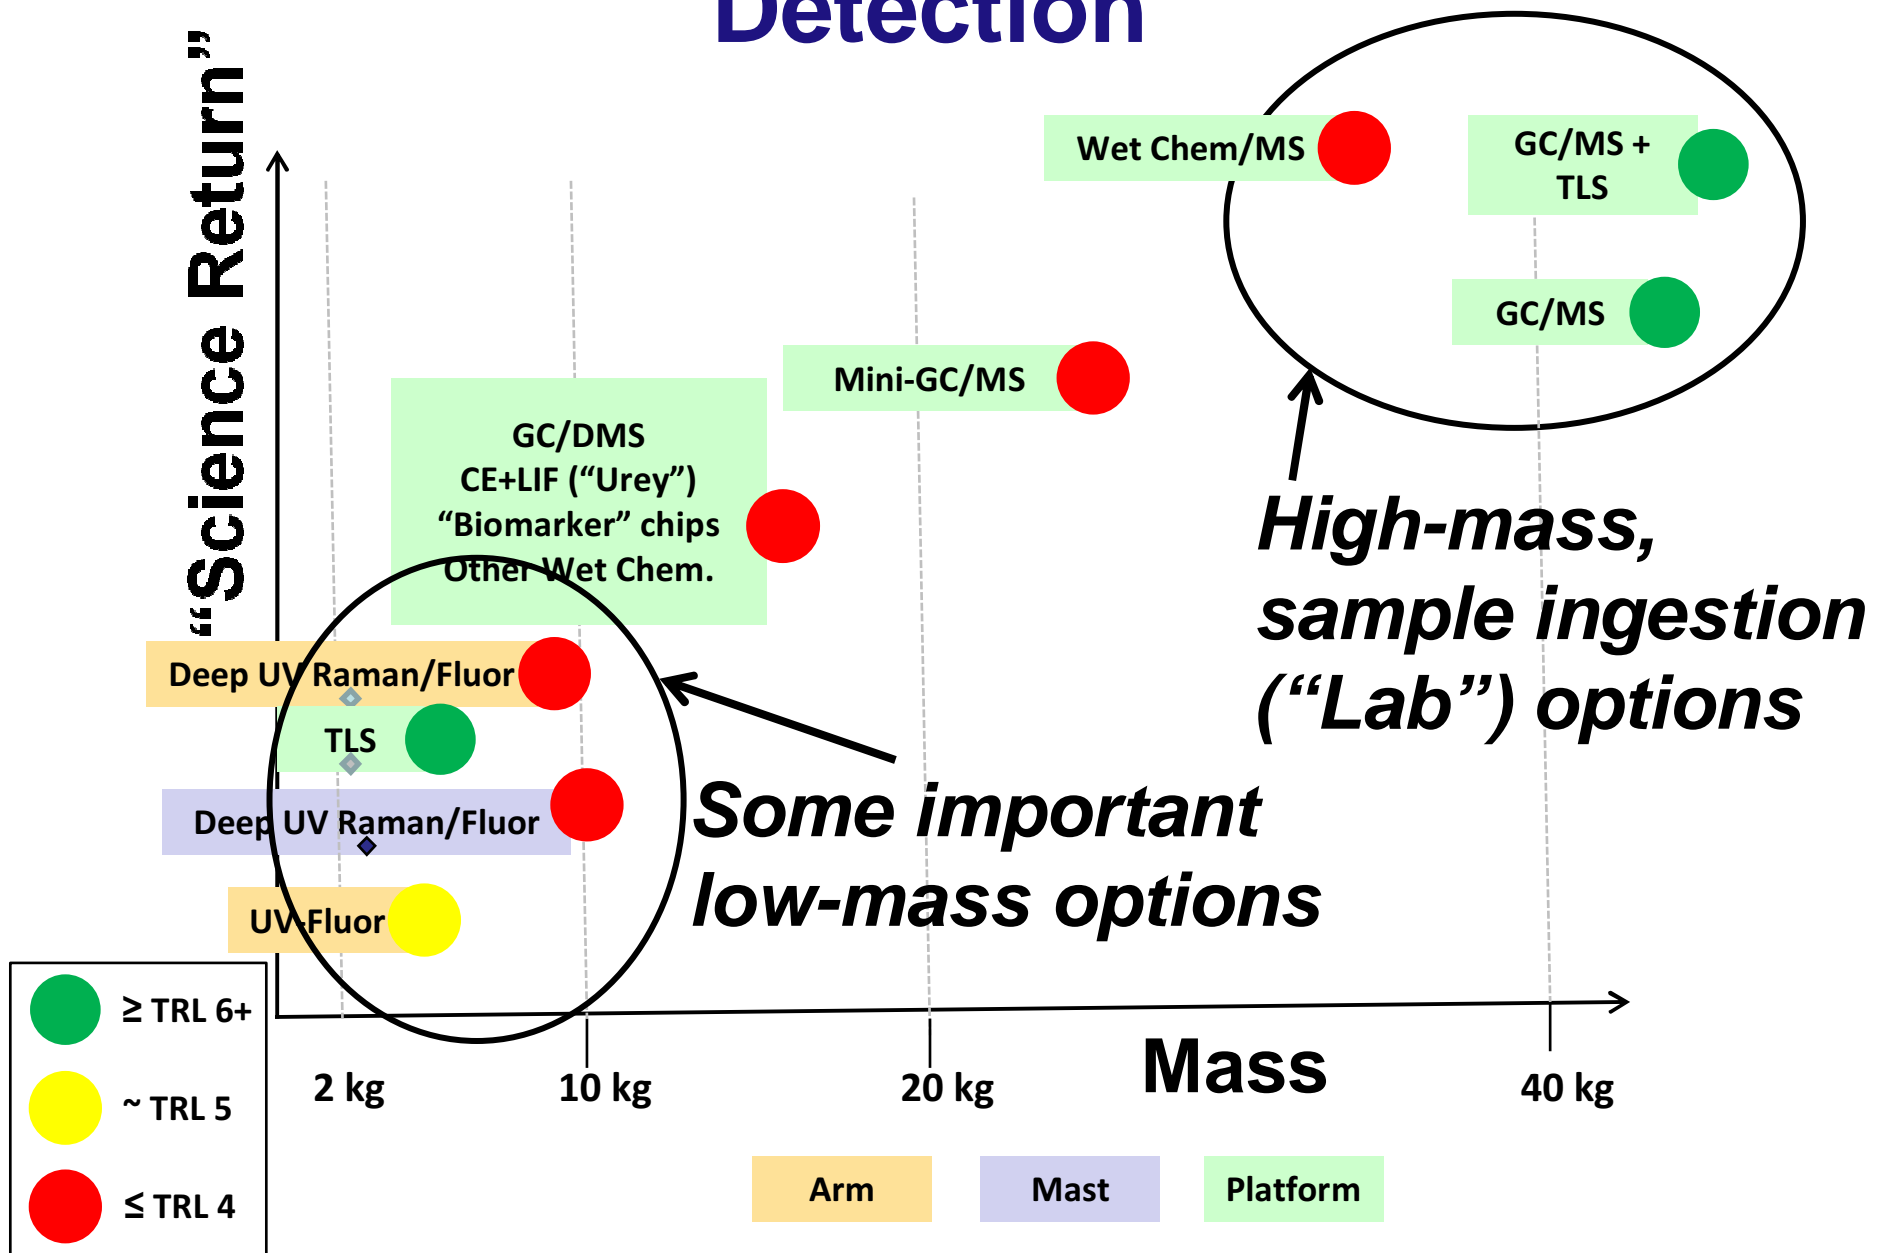 Detection
“Science Return”
Wet Chem/MS
GC/MS +
TLS
GC/MS
Mini-GC/MS
GC/DMS
CE+LIF (“Urey”)
“Biomarker” chips
Other Wet Chem.
High-mass,
sample ingestion
(“Lab”) options
Deep UV Raman/Fluor
TLS
Deep UV Raman/Fluor
UV-Fluor
Some important
low-mass options
≥ TRL 6+
~ TRL 5
≤ TRL 4
2 kg
10 kg
20 kg
Mass
40 kg
Arm
Mast
Platform